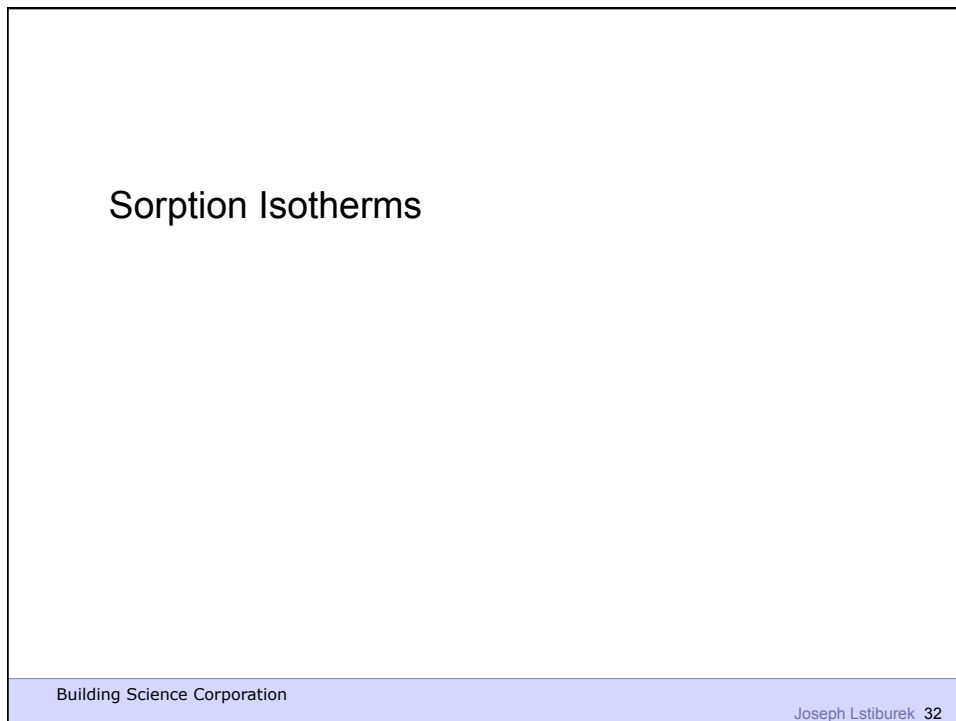 Sorption Isotherms
Building Science Corporation
Joseph Lstiburek 32